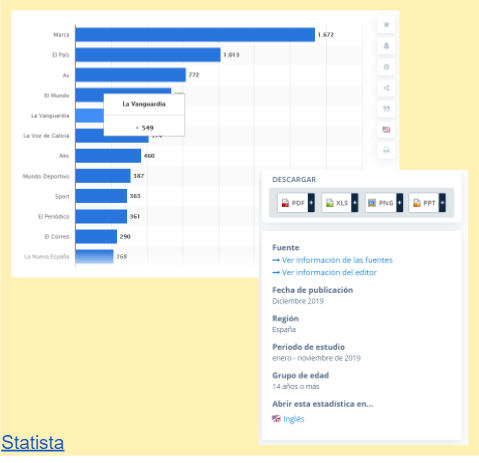 Marca 1.672
El País 1.013
As 772
El Mundo
La Vanguardia
La Vanguardia
• 549
La Voz de Galicia
Abc 460
Mundo Deportivo 387
Sport 363
El Periódico 361
El Correo 290
La Nueva España 268
DESCARGAR
PDF + XLS + PNG + PPT +
Fuente
→ Ver información de las fuentes
→ Ver información del editor
Fecha de publicación
Diciembre 2019
Región
España
Periodo de estudio
enero - noviembre de 2019
Grupo de edad
14 años o más
Abrir esta estadística en...
Inglés
Statista